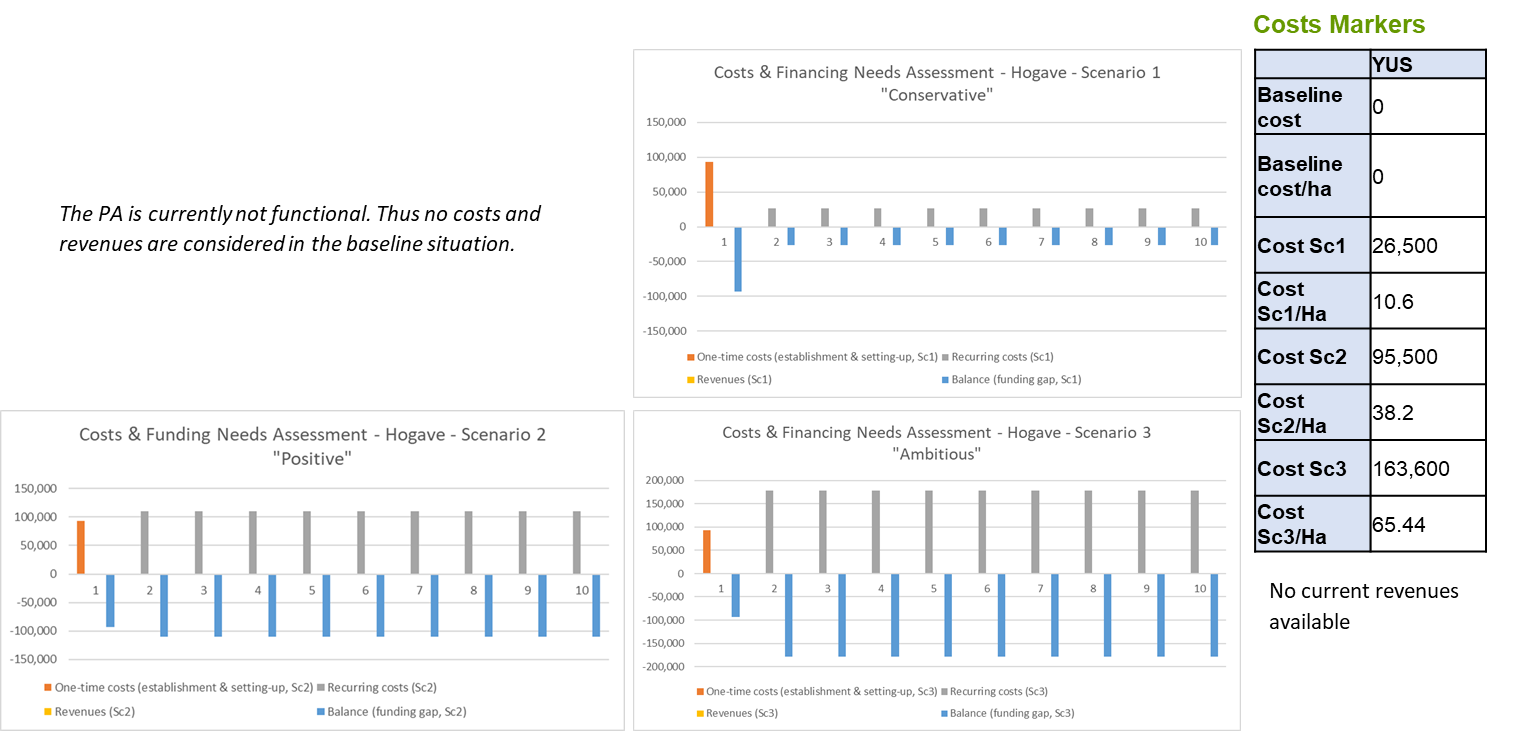 The PA is currently not functional. Thus no costs and
revenues are considered in the baseline situation.
Costs & Financing Needs Assessment - Hogave - Scenario 1
"Conservative"
150,000
100,000
50,000
0
-50,000
-100,000
-150,000
1 2 3 4 5 6 7 8 9 10
One-time costs (establishment & setting-up, Sc1) Recurring costs (Sc1)
Revenues (Sc1) Balance (funding gap, Sc1)
Costs & Funding Needs Assessment - Hogave - Scenario 2
"Positive"
150,000
100,000
50,000
0
-50,000
-100,000
-150,000
1 2 3 4 5 6 7 8 9 10
One-time costs (establishment & setting-up, Sc2) Recurring costs (Sc2)
Revenues (Sc2) Balance (funding gap, Sc2)
Costs & Financing Needs Assessment - Hogave - Scenario 3
"Ambitious"
200,000
150,000
100,000
50,000
0
-50,000
-100,000
-150,000
-200,000
1 2 3 4 5 6 7 8 9 10
One-time costs (establishment & setting-up, Sc3) Recurring costs (Sc3)
Revenues (Sc3) Balance (funding gap, Sc3)
Costs Markers
YUS
Baseline
cost
0
Baseline
cost/ha
0
Cost Sc1 26,500
Cost
Sc1/Ha
10.6
Cost Sc2 95,500
Cost
Sc2/Ha
38.2
Cost Sc3 163,600
Cost
Sc3/Ha
65.44
No current revenues
available